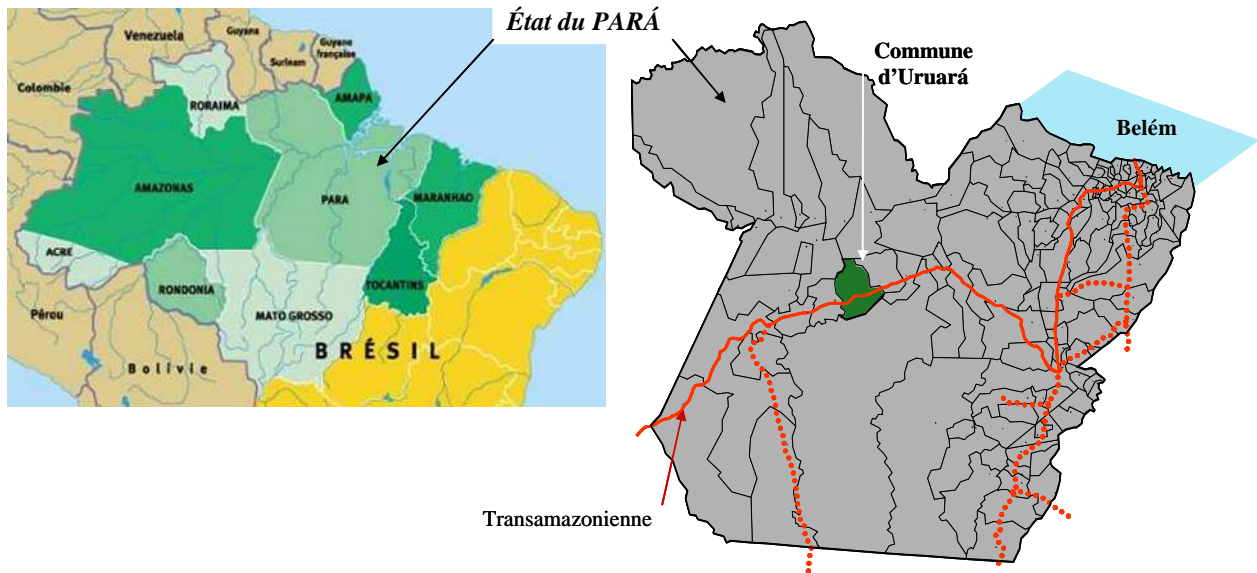 État du PARÁ
Venezuela
Guyana
Surinam
Guyane
française
Colombie
RORAIMA
AMAPA
AMAZONAS
PARA
MARANHAO
ACRE
RONDONIA
TOCANTINS
MATO GROSSO
Pérou
BRÉSIL
Bolivie
Commune
d'Uruará
Belém
Transamazonienne